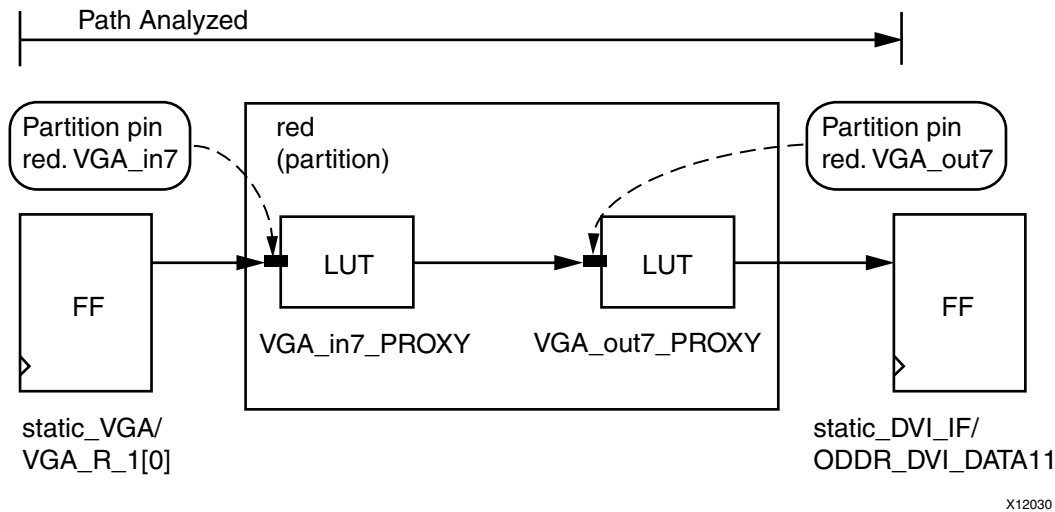 Path Analyzed
Partition pin
red. VGA_in7
red
(partition)
Partition pin
red. VGA_out7
FF
LUT
LUT
FF
VGA_in7_PROXY
VGA_out7_PROXY
static_VGA/
VGA_R_1[0]
static_DVI_IF/
ODDR_DVI_DATA11
X12030